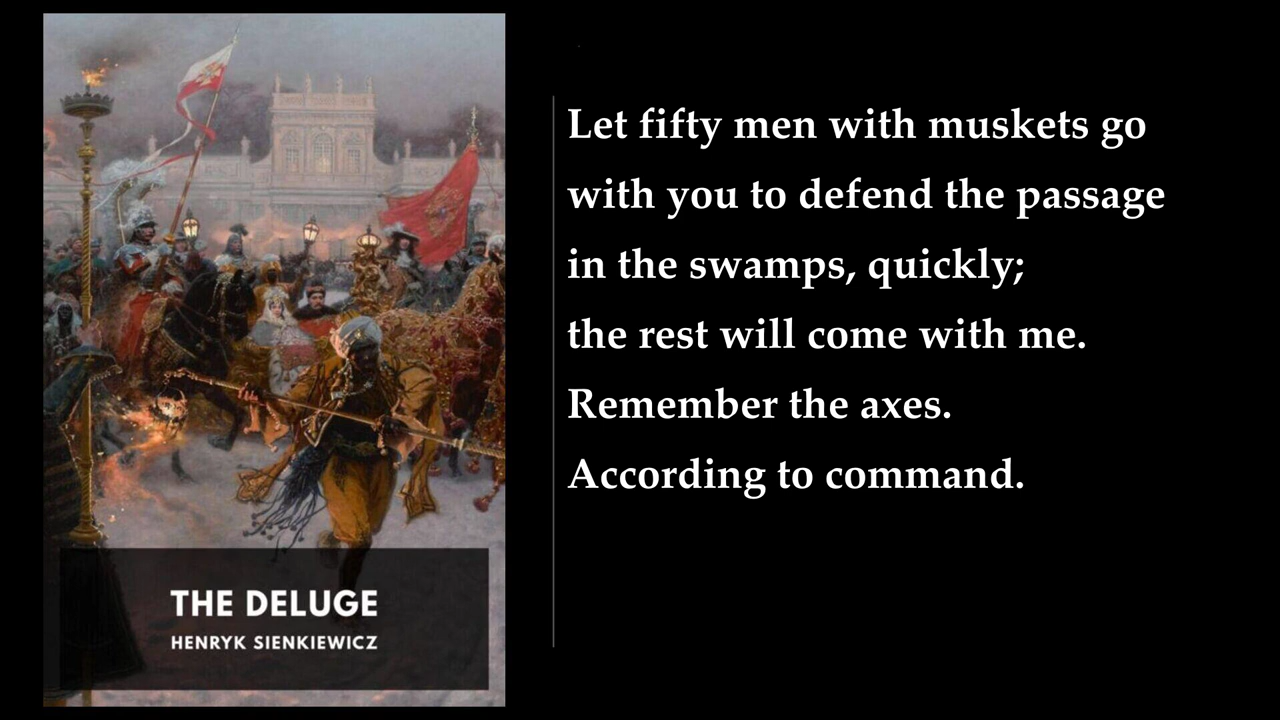 THE DELUGE
HENRYK SIENKIEWICZ
Let fifty men with muskets go
with you to defend the passage
in the swamps, quickly;
the rest will come with me.
Remember the axes.
According to command.